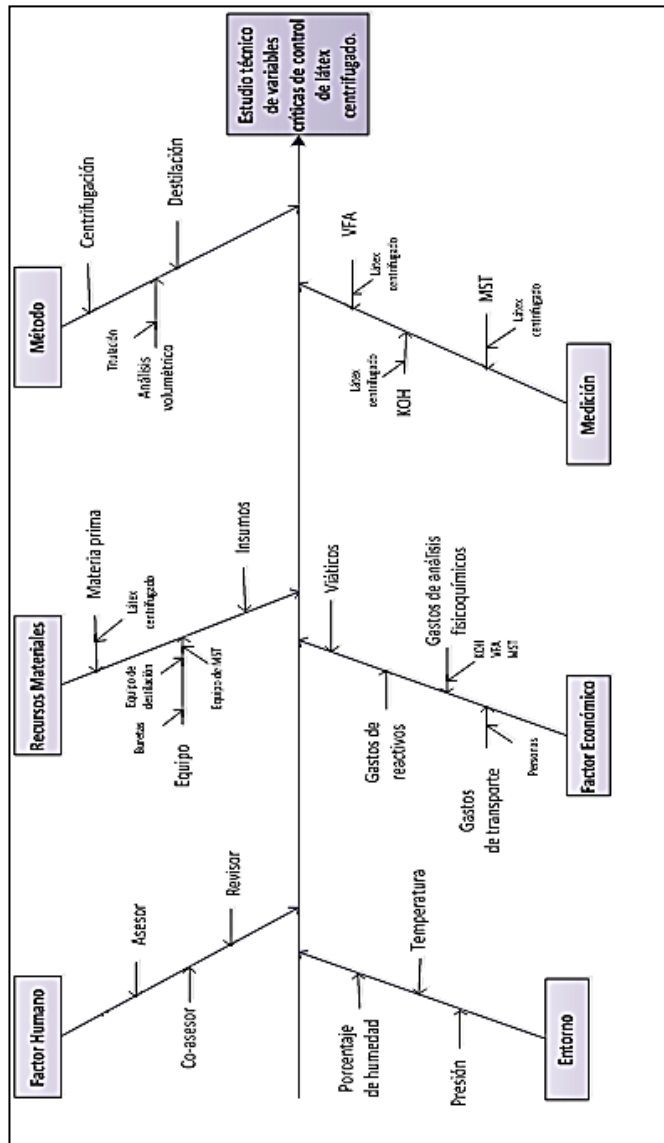 Factor Humano
Asesor
Co-asesor
Revisor
Recursos Materiales
Materia prima
Látex
centrifugado
Buretas
Equipo de
destilación
Equipo de MST
Equipo
Insumos
Método
Centrifugación
Titulación
Análisis
volumétrico
Destilación
Estudio técnico
de variables
críticas de control
de látex
centrifugado.
Porcentaje
de humedad
Temperatura
Presión
Entorno
Viáticos
Gastos de
reactivos
Gastos de análisis
fisicoquímicos
KOH
VFA
MST
Gastos
de transporte
Personas
Factor Económico
VFA
Látex
centrifugado
Látex
centrifugado
KOH
MST
Látex
centrifugado
Medición